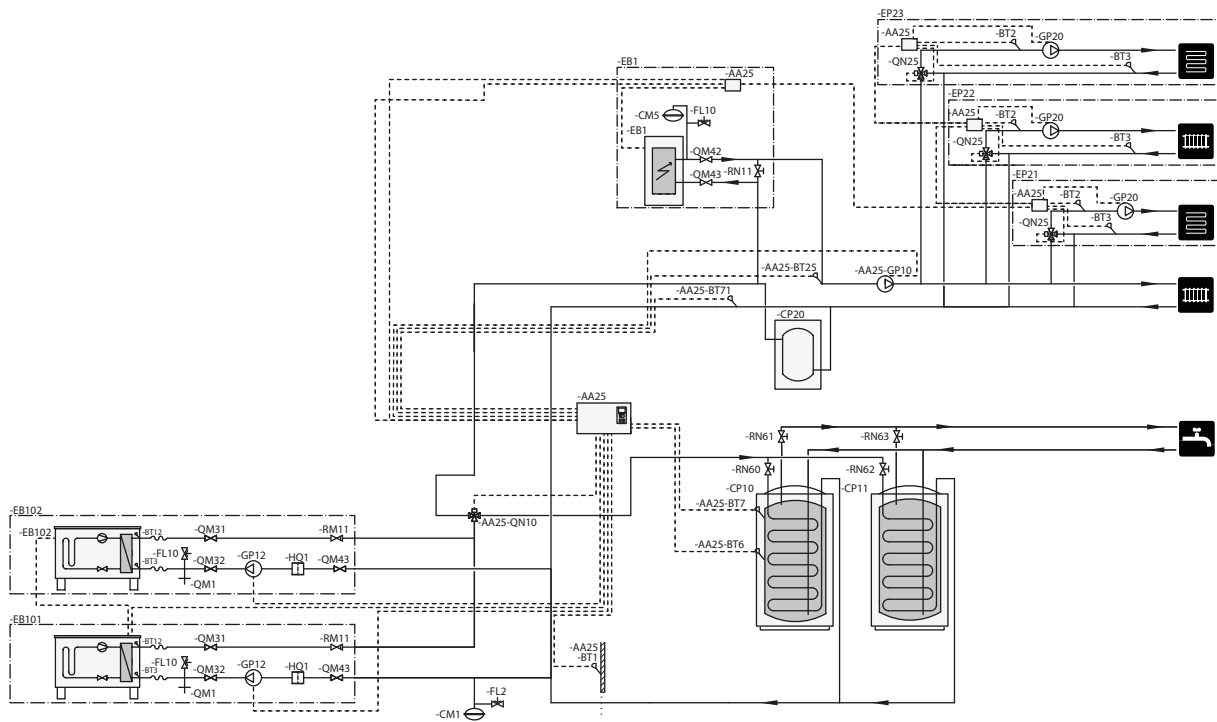 -EP23
-AA25
-BT2
-GP20
-QN25
-BT3
-EP22
-AA25
-BT2
-GP20
-QN25
-BT3
-EP21
-AA25
-BT2
-GP20
-QN25
-BT3
-EB1
-AA25
-CM5
-FL10
-EB1
-QM42
-QM43
-RN11
-AA25-BT25
-AA25-GP10
-AA25-BT71
-CP20
-AA25
-RN61
-RN63
-RN60
-RN62
-CP10
-CP11
-AA25-BT7
-AA25-BT6
-AA25-QN10
-EB102
-EB102
-BT12
-QM31
-RM11
-FL10
-BT3
-QM32
-GP12
-HQ1
-QM43
-QM1
-EB101
-BT12
-QM31
-RM11
-FL10
-BT3
-QM32
-GP12
-HQ1
-QM43
-QM1
-AA25
-BT1
-FL2
-CM1